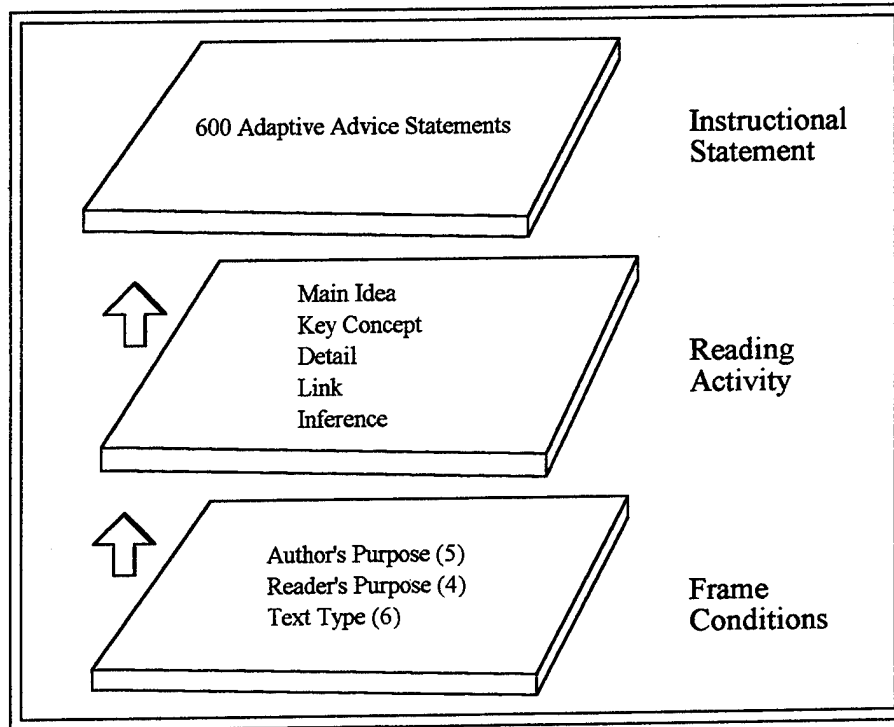 600 Adaptive Advice Statements
Instructional
Statement
Main Idea
Key Concept
Detail
Link
Inference
Reading
Activity
Author's Purpose (5)
Reader's Purpose (4)
Text Type (6)
Frame
Conditions